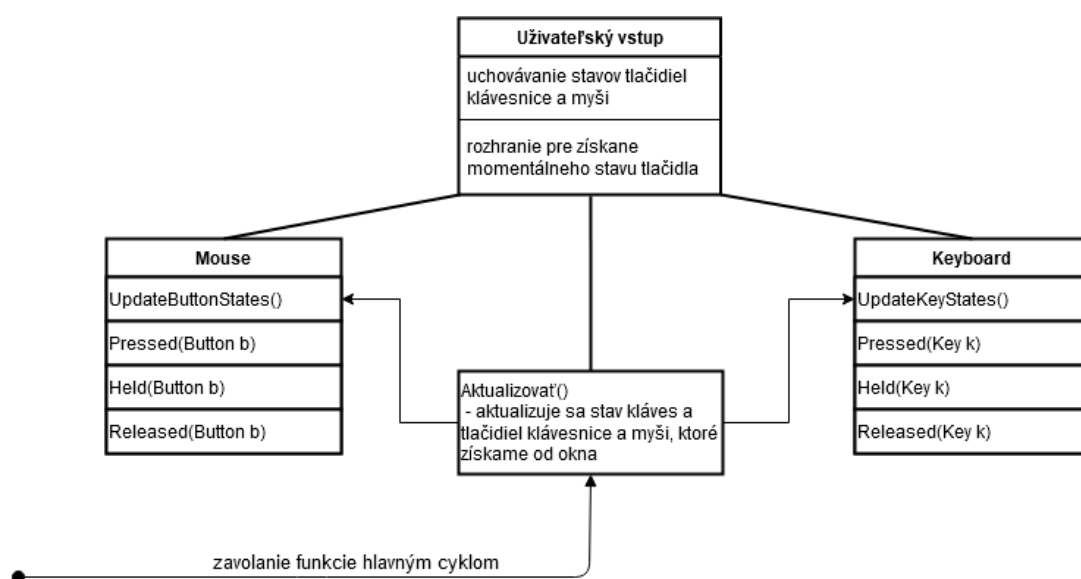 Uživateľský vstup
uchovávanie stavov tlačidiel
klávesnice a myši
rozhranie pre získane
momentálneho stavu tlačidla
Mouse
UpdateButtonStates()
Pressed(Button b)
Held(Button b)
Released(Button b)
Aktualizovať()
- aktualizuje sa stav kláves a
tlačidiel klávesnice a myši, ktoré
získame od okna
Keyboard
UpdateKeyStates()
Pressed(Key k)
Held(Key k)
Released(Key k)
zavolanie funkcie hlavným cyklom